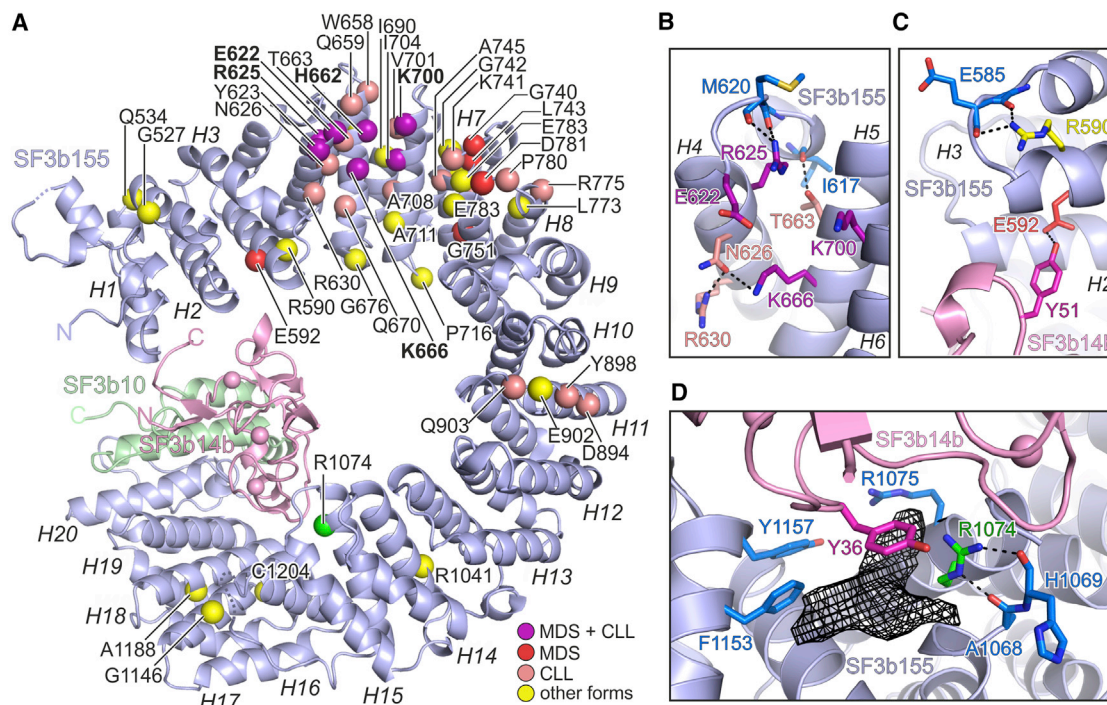 A
W658
Q659
I690
I704
V701
K700
E622
T663
R625
H662
Y623
N626
A745
G742
K741
G740
L743
E783
D781
P780
R775
L773
H7
H8
Q534
G527
H3
SF3b155
H1
H2
N
A708
A711
E783
G751
R630
R590
G676
E592
Q670
K666
P716
H9
H10
Y898
Q903
E902
D894
H11
H12
C
SF3b10
C
N
SF3b14b
R1074
H20
H19
H18
C1204
R1041
H13
A1188
G1146
H17
H16
H15
H14
MDS + CLL
MDS
CLL
other forms
B
M620
SF3b155
H5
H4
R625
E622
I617
T663
K700
N626
K666
R630
H6
C
E585
R590
H3
SF3b155
E592
H2
Y51
SF3b14b
D
SF3b14b
R1075
Y1157
Y36
R1074
H1069
F1153
A1068
SF3b155